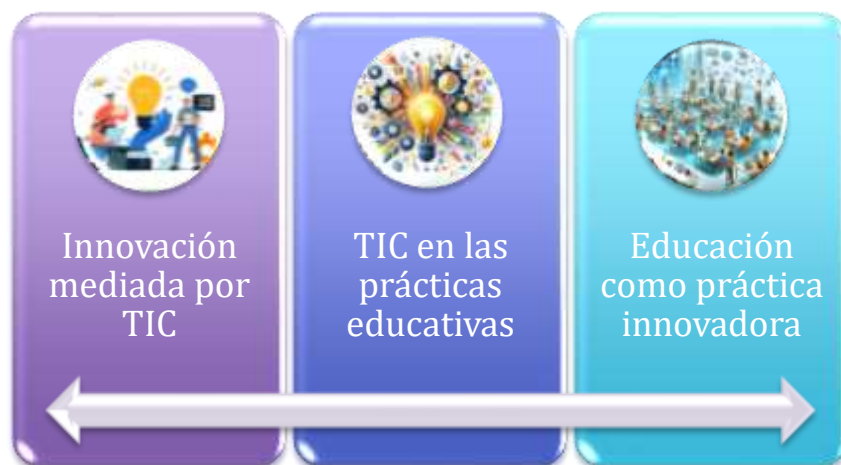 Innovación
mediada por
TIC
TIC en las
prácticas
educativas
Educación
como práctica
innovadora